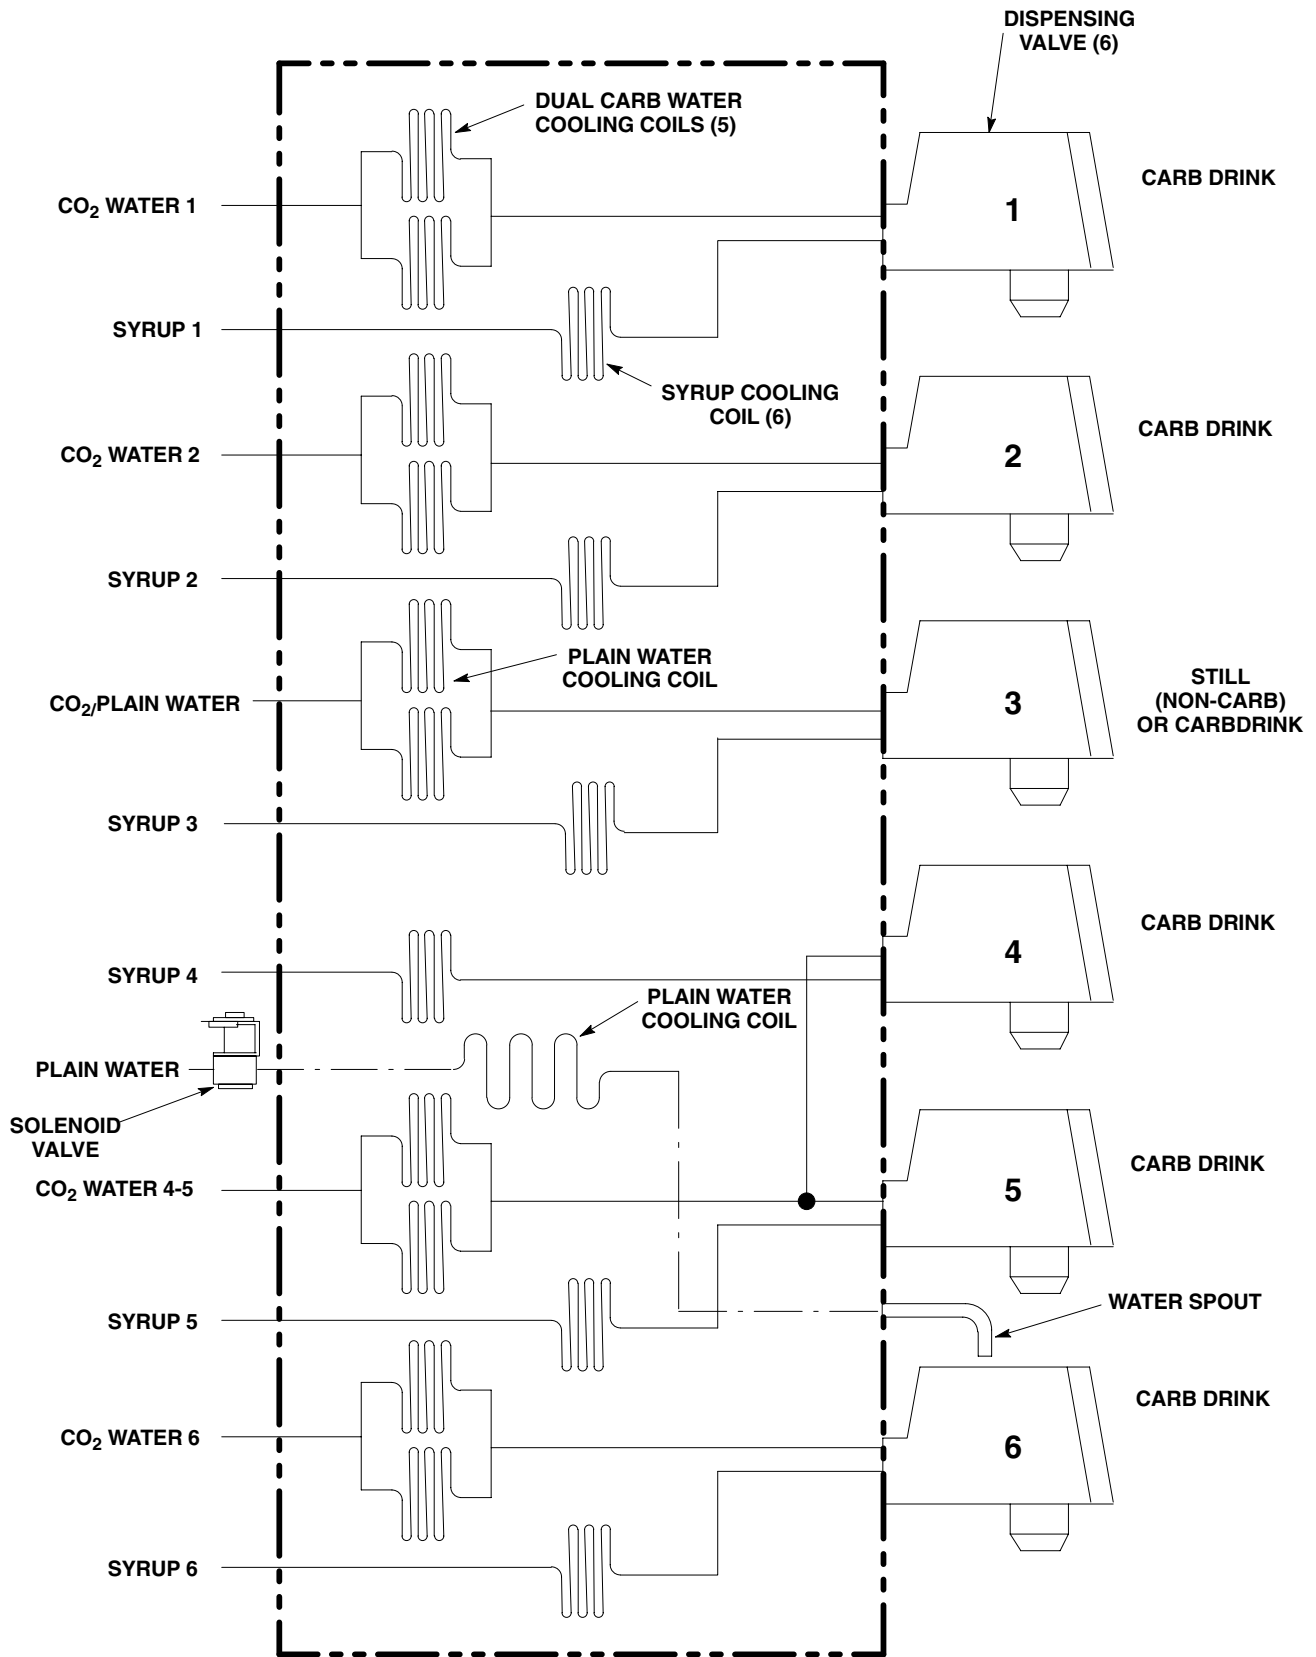 DISPENSING
VALVE (6)
DUAL CARB WATER
COOLING COILS (5)
CARB DRINK
CO2 WATER 1
1
SYRUP 1
SYRUP COOLING
COIL (6)
CARB DRINK
CO2 WATER 2
2
SYRUP 2
PLAIN WATER
COOLING COIL
STILL
(NON-CARB)
OR CARBDRINK
CO2/PLAIN WATER
3
SYRUP 3
CARB DRINK
4
SYRUP 4
PLAIN WATER
COOLING COIL
PLAIN WATER
SOLENOID
VALVE
CARB DRINK
CO2 WATER 4-5
5
WATER SPOUT
SYRUP 5
CARB DRINK
CO2 WATER 6
6
SYRUP 6